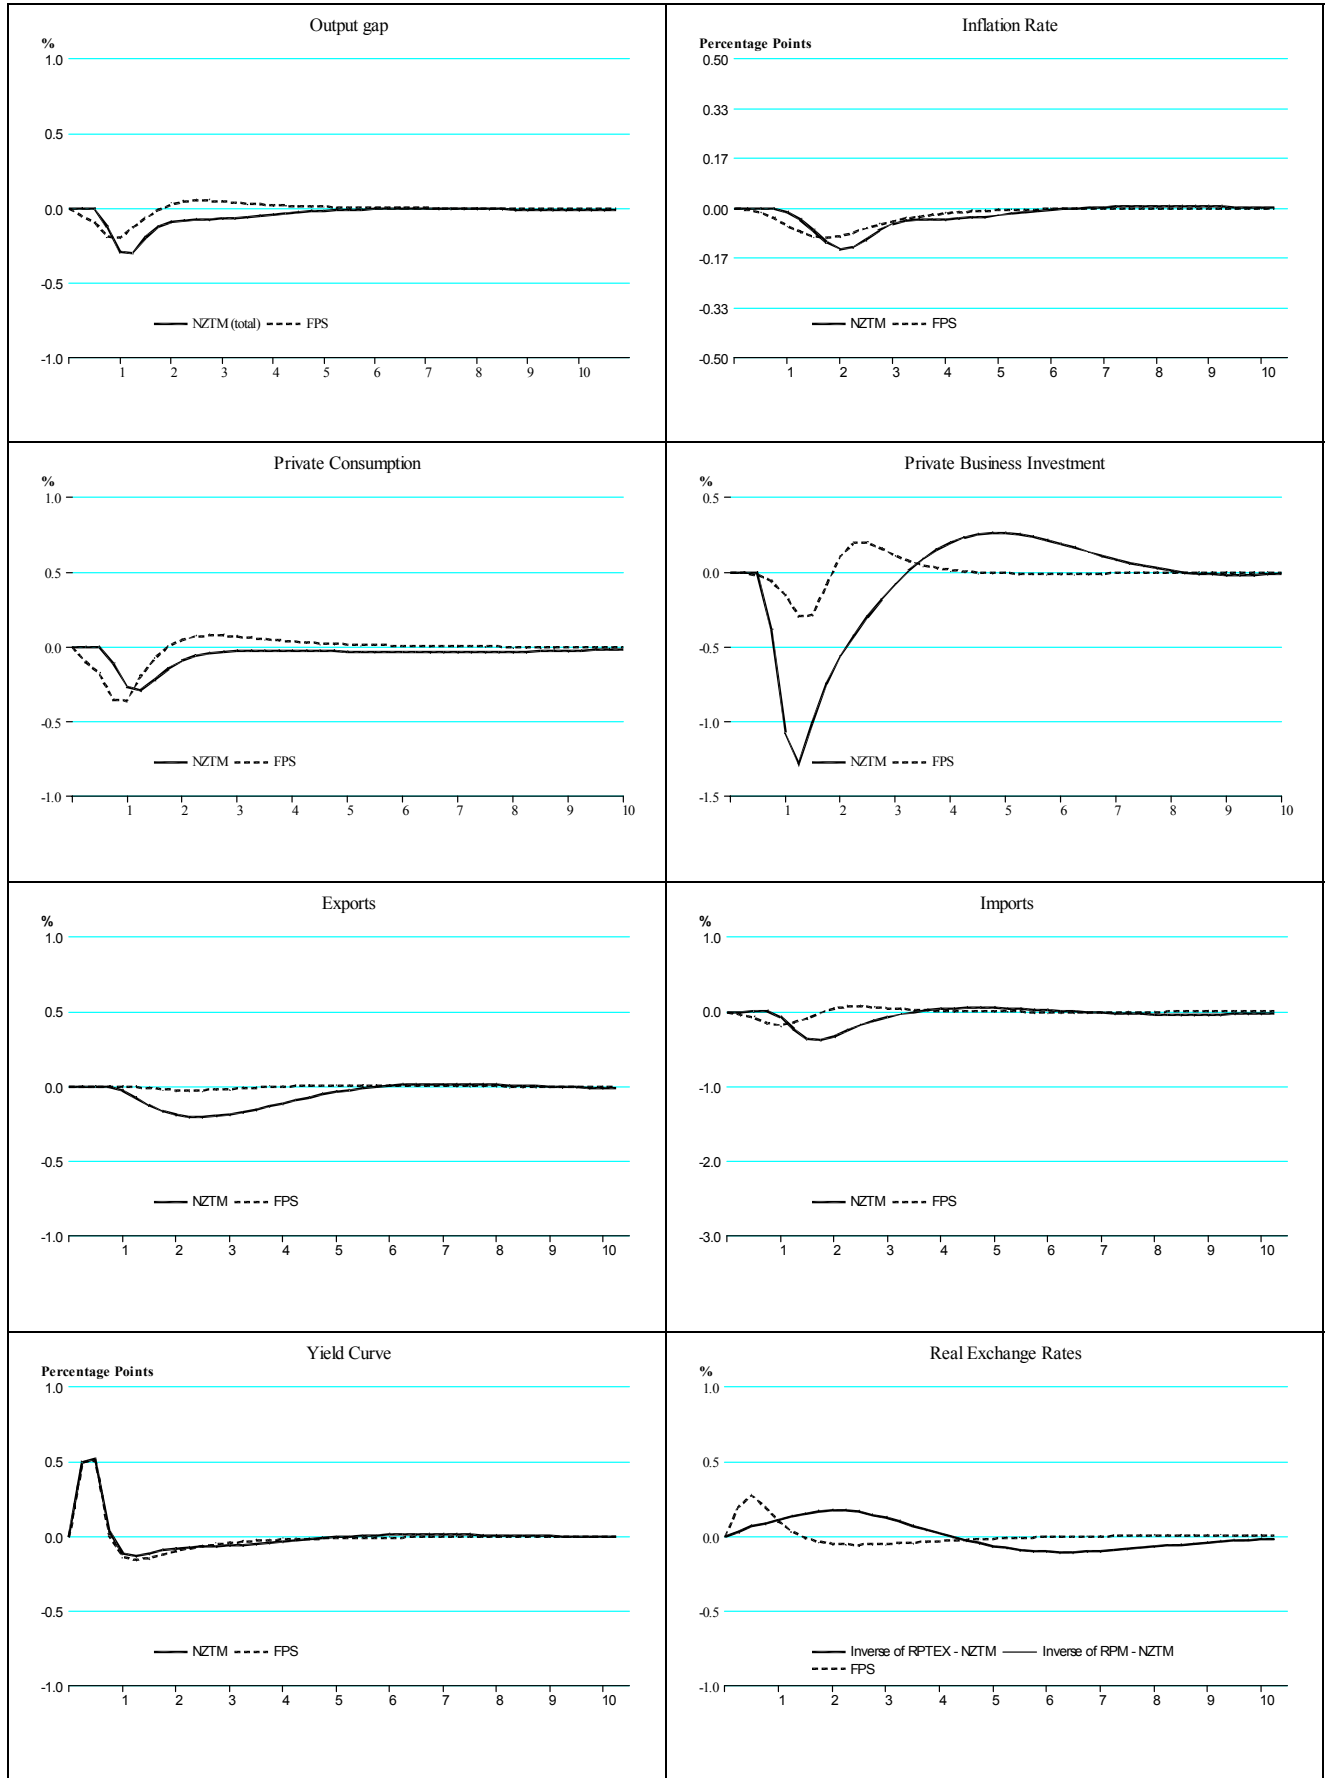 Output gap
%
1.0
0.5
0.0
-0.5
NZTM (total) FPS
-1.0
1 2 3 4 5 6 7 8 9 10
Inflation Rate
Percentage Points
0.50
0.33
0.17
0.00
-0.17
-0.33
NZTM FPS
-0.50
1 2 3 4 5 6 7 8 9 10
Private Consumption
%
1.0
0.5
0.0
-0.5
NZTM FPS
-1.0
1 2 3 4 5 6 7 8 9 10
Private Business Investment
%
0.5
0.0
-0.5
-1.0
NZTM FPS
-1.5
1 2 3 4 5 6 7 8 9 10
Exports
%
1.0
0.5
0.0
-0.5
NZTM FPS
-1.0
1 2 3 4 5 6 7 8 9 10
Imports
%
1.0
0.0
-1.0
-2.0
NZTM FPS
-3.0
1 2 3 4 5 6 7 8 9 10
Yield Curve
Percentage Points
1.0
0.5
0.0
-0.5
NZTM FPS
-1.0
1 2 3 4 5 6 7 8 9 10
Real Exchange Rates
%
1.0
0.5
0.0
-0.5
Inverse of RPTEX - NZTM Inverse of RPM - NZTM
FPS
-1.0
1 2 3 4 5 6 7 8 9 10